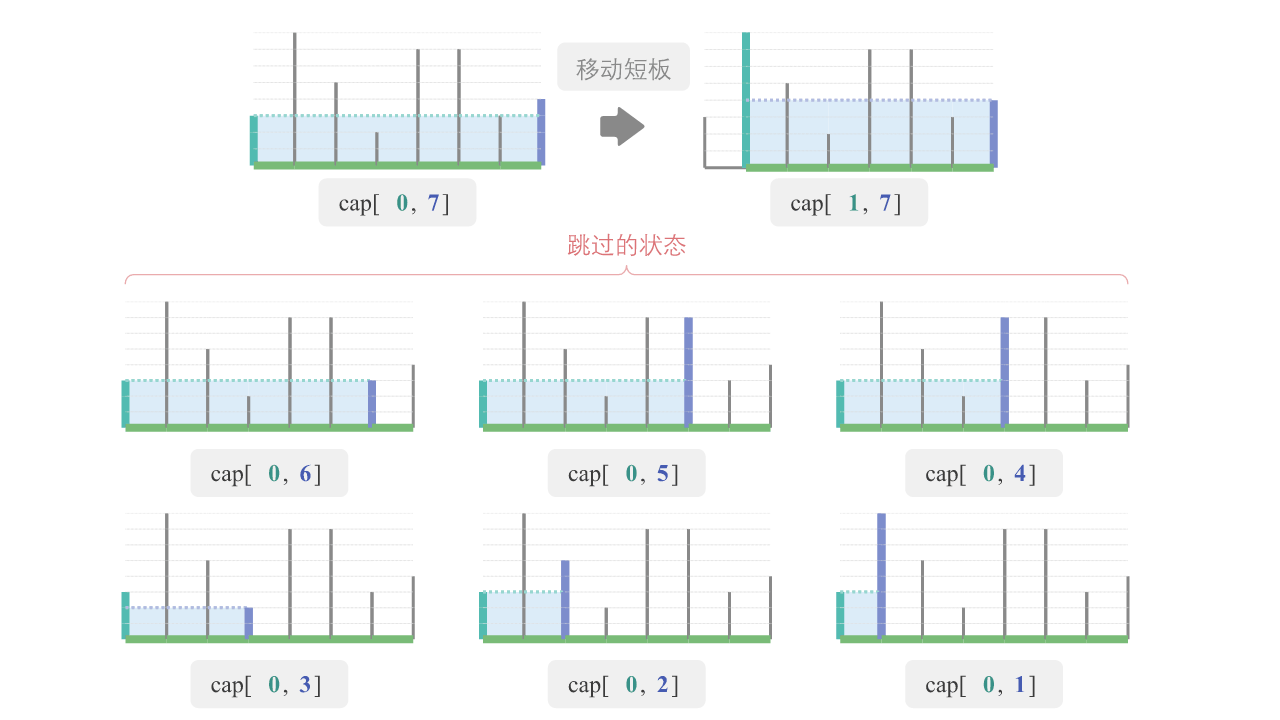 移动短板
cap[ 0, 7]
cap[ 1, 7]
跳过的状态
cap[ 0, 6]
cap[ 0, 5]
cap[ 0, 4]
cap[ 0, 3]
cap[ 0, 2]
cap[ 0, 1]